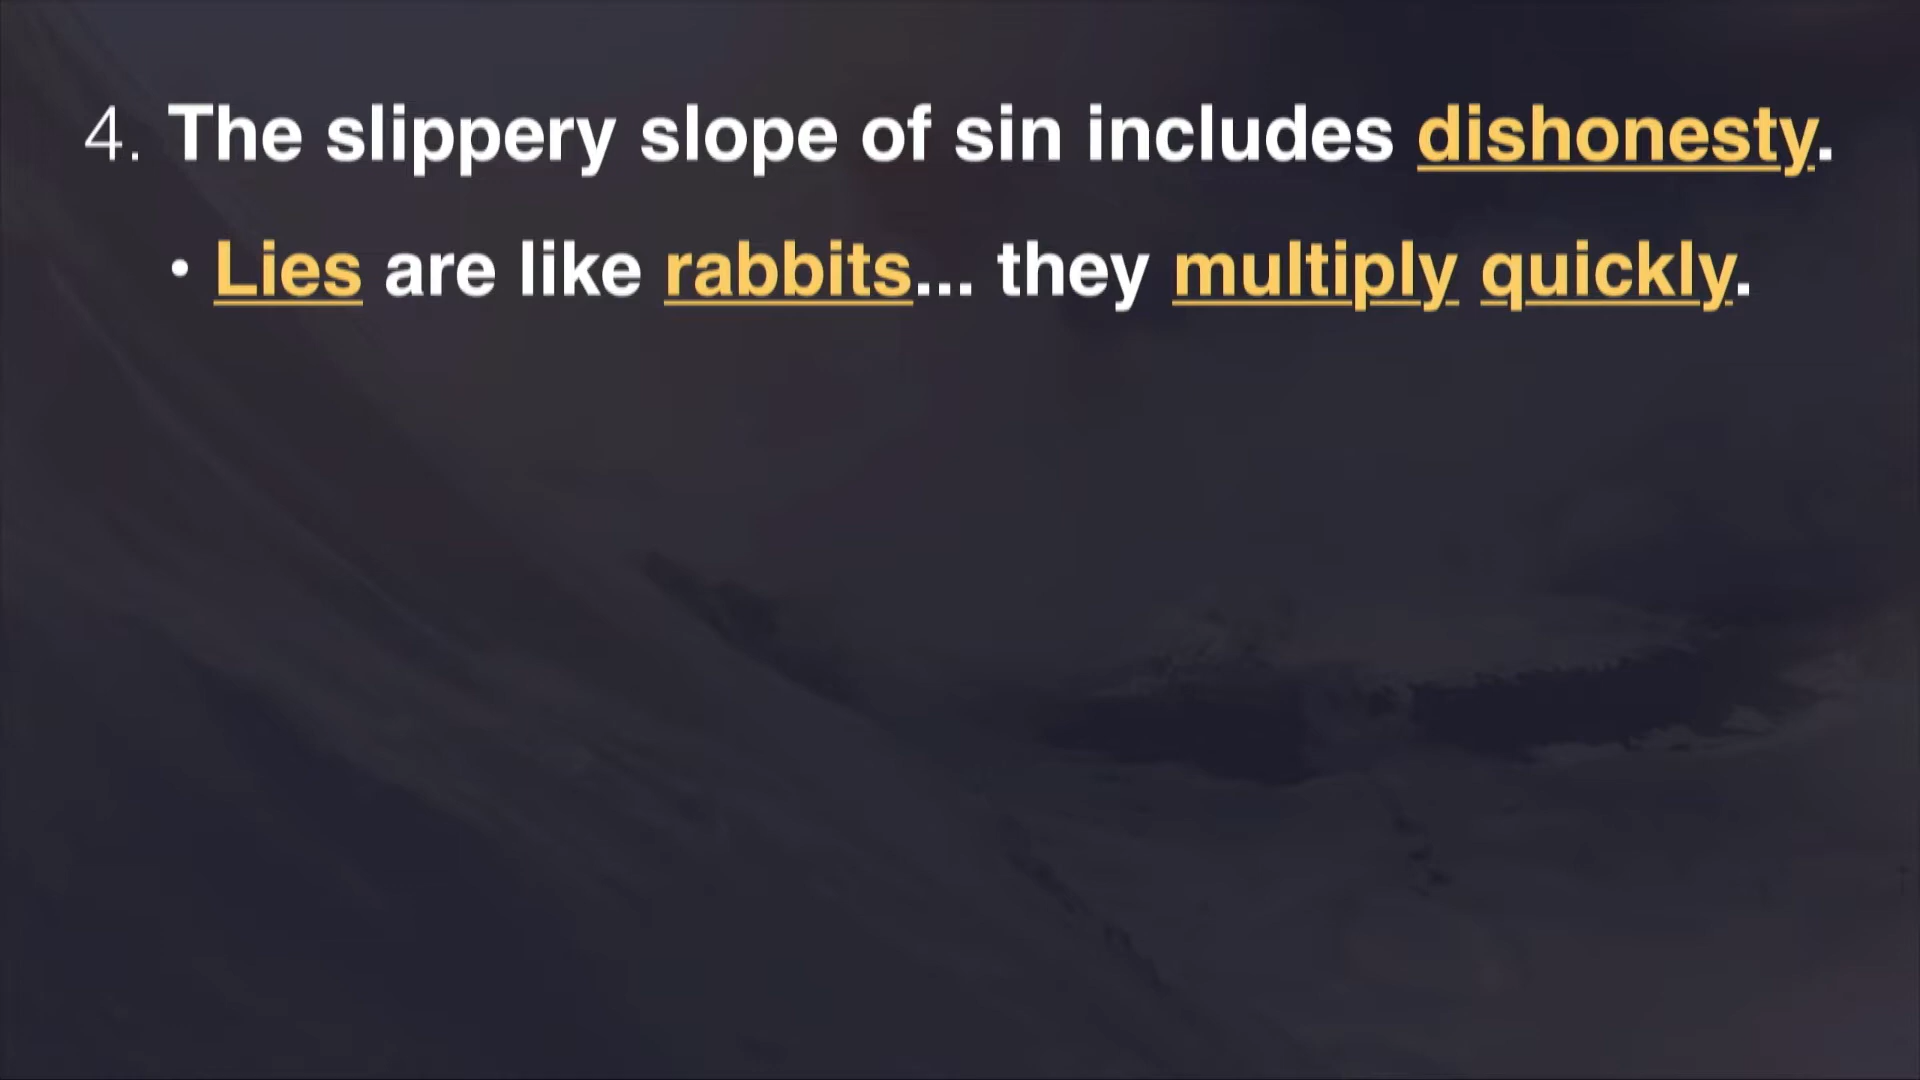 4. The slippery slope of sin includes dishonesty.
• Lies are like rabbits... they multiply quickly.